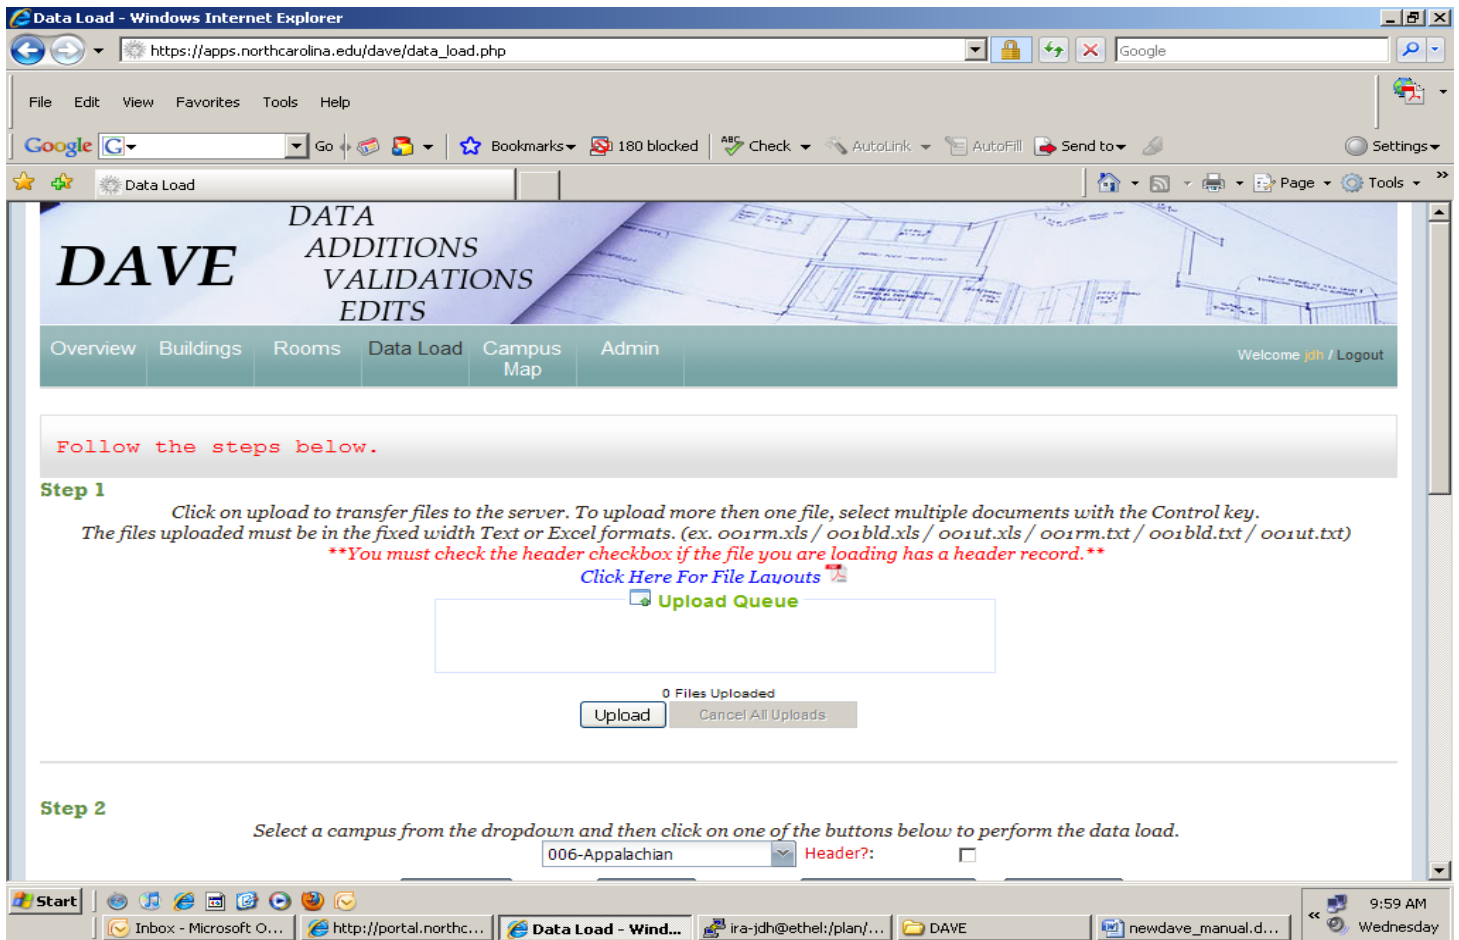 Data Load - Windows Internet Explorer
https://apps.northcarolina.edu/dave/data_load.php
Google
File Edit View Favorites Tools Help
Google G Go Bookmarks 180 blocked ABC Check AutoLink AutoFill Send to Settings
Data Load
Page Tools
DAVE
DATA
ADDITIONS
VALIDATIONS
EDITS
Overview Buildings Rooms Data Load Campus Map Admin
Welcome jdh / Logout
Follow the steps below.
Step 1
Click on upload to transfer files to the server. To upload more then one file, select multiple documents with the Control key.
The files uploaded must be in the fixed width Text or Excel formats. (ex. 001rm.xls / 001bld.xls / 001ut.xls / 001rm.txt / 001bld.txt / 001ut.txt)
**You must check the header checkbox if the file you are loading has a header record.**
Click Here For File Layouts
Upload Queue
0 Files Uploaded
Upload Cancel All Uploads
Step 2
Select a campus from the dropdown and then click on one of the buttons below to perform the data load.
006-Appalachian Header?:
Start 9:59 AM
Inbox - Microsoft O... http://portal.northc... Data Load - Wind... ira-jdh@ethel:/plan/... DAVE newdave_manual.d... Wednesday